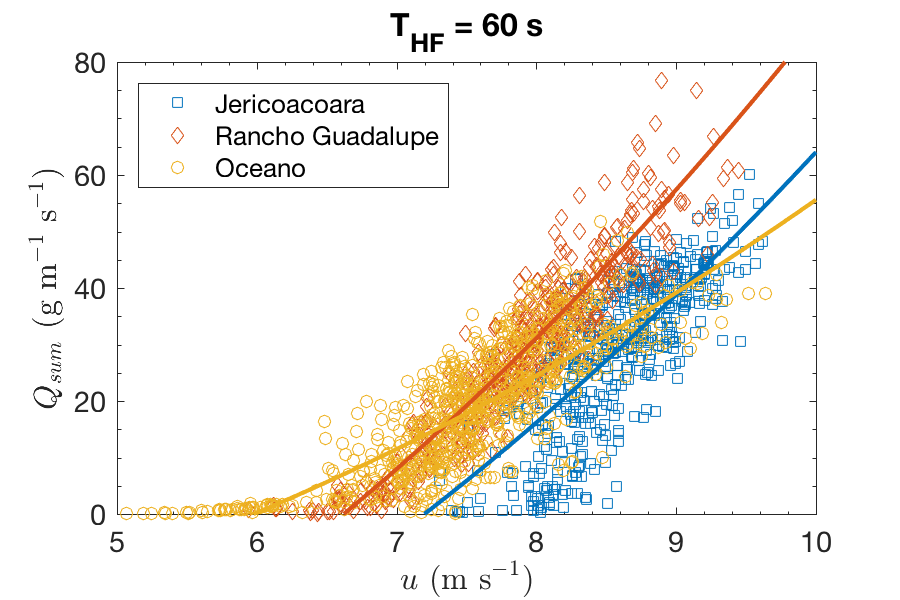 T_HF = 60 s
80
60
40
20
0
Q_sum (g m⁻¹ s⁻¹)
Jericoacoara
Rancho Guadalupe
Oceano
5 6 7 8 9 10
u (m s⁻¹)